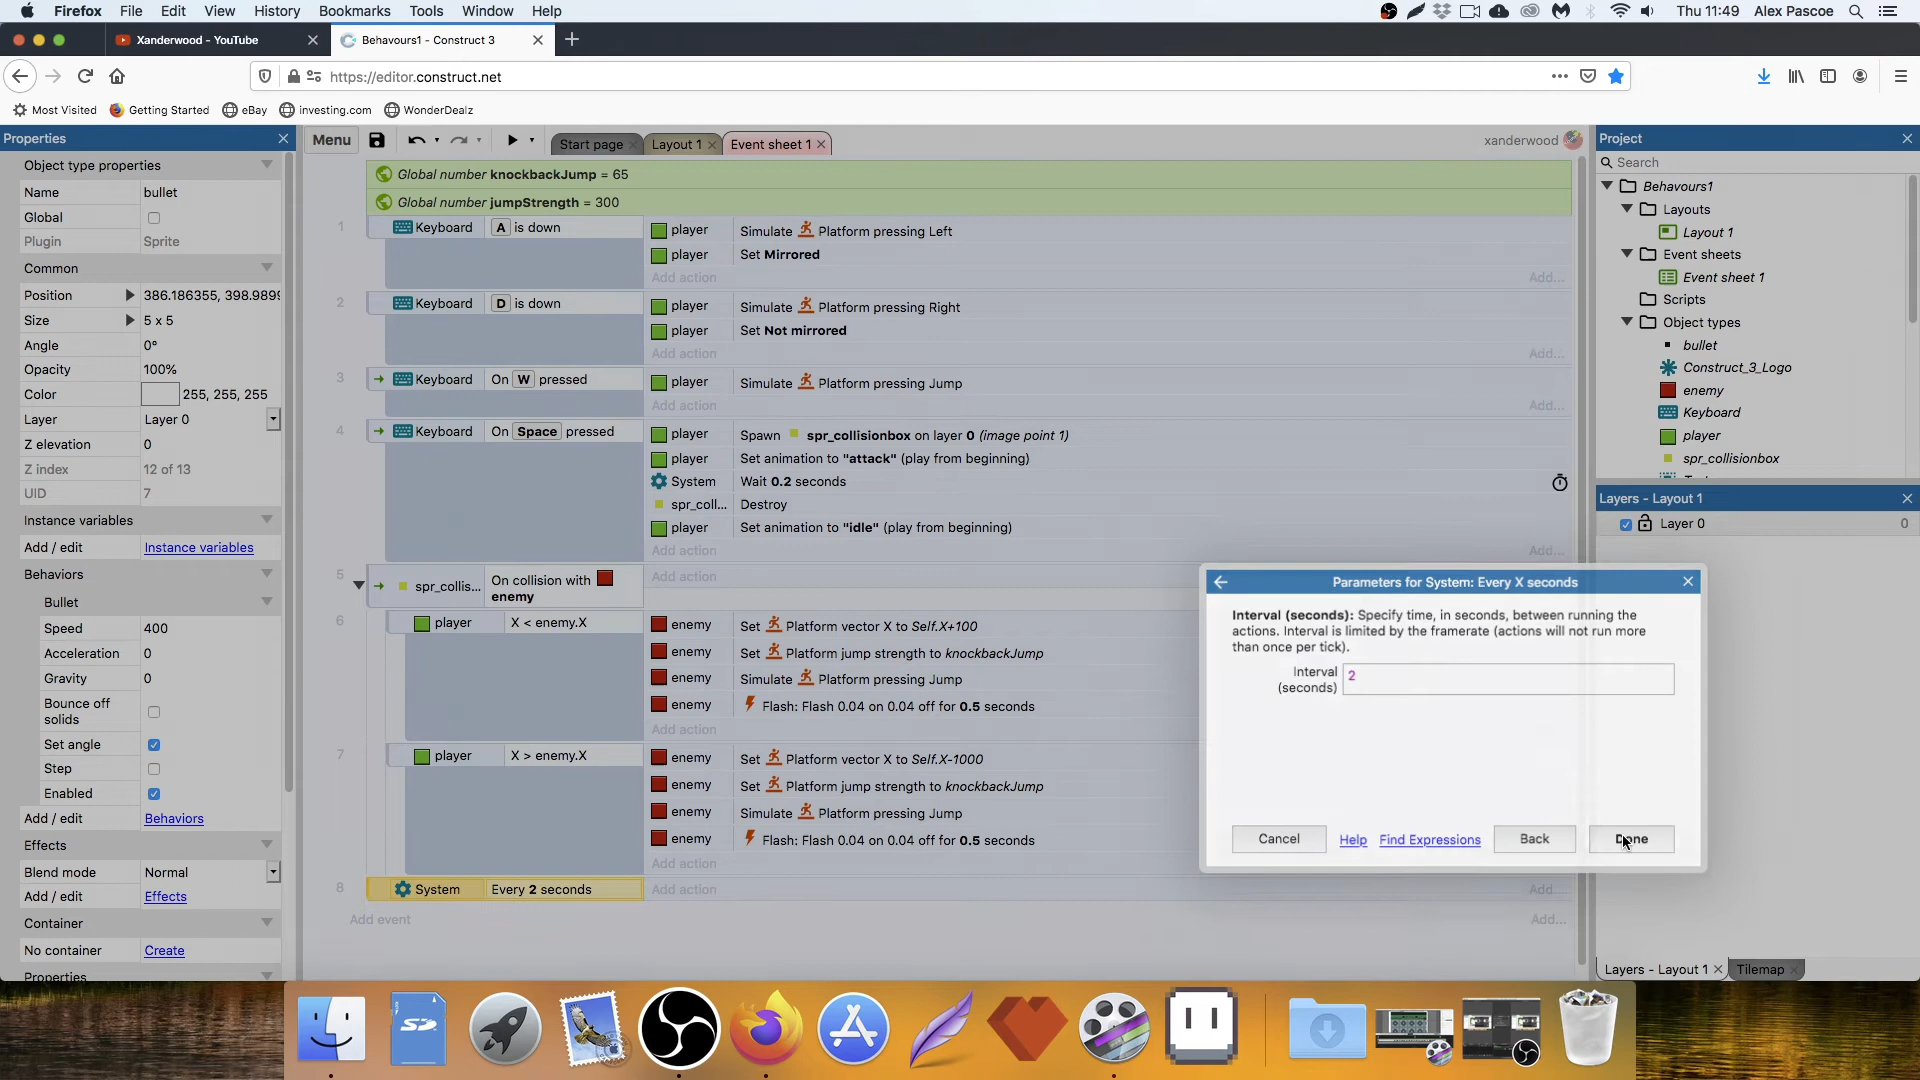 Firefox File Edit View History Bookmarks Tools Window Help Thu 11:49 Alex Pascoe
Xanderwood - YouTube
Behavours1 - Construct 3
https://editor.construct.net
Most Visited Getting Started eBay investing.com WonderDealz
Properties
Object type properties
Name bullet
Global
Plugin Sprite
Common
Position 386.186355, 398.9899
Size 5 x 5
Angle 0°
Opacity 100%
Color 255, 255, 255
Layer Layer 0
Z elevation 0
Z index 12 of 13
UID 7
Instance variables
Add / edit Instance variables
Behaviors
Bullet
Speed 400
Acceleration 0
Gravity 0
Bounce off
solids
Set angle
Step
Enabled
Add / edit Behaviors
Effects
Blend mode Normal
Add / edit Effects
Container
No container Create
Properties
Menu
Start page
Layout 1
Event sheet 1
xanderwood
Global number knockbackJump = 65
Global number jumpStrength = 300
1 Keyboard A is down player Simulate Platform pressing Left
player Set Mirrored
Add action Add...
2 Keyboard D is down player Simulate Platform pressing Right
player Set Not mirrored
Add action Add...
3 Keyboard On W pressed player Simulate Platform pressing Jump
Add action Add...
4 Keyboard On Space pressed player Spawn spr_collisionbox on layer 0 (image point 1)
player Set animation to "attack" (play from beginning)
System Wait 0.2 seconds
spr_coll... Destroy
player Set animation to "idle" (play from beginning)
Add action Add...
5 spr_collis... On collision with
enemy
Add action
6 player X < enemy.X enemy Set Platform vector X to Self.X+100
enemy Set Platform jump strength to knockbackJump
enemy Simulate Platform pressing Jump
enemy Flash: Flash 0.04 on 0.04 off for 0.5 seconds
Add action
7 player X > enemy.X enemy Set Platform vector X to Self.X-1000
enemy Set Platform jump strength to knockbackJump
enemy Simulate Platform pressing Jump
enemy Flash: Flash 0.04 on 0.04 off for 0.5 seconds
Add action
8 System Every 2 seconds Add action Add...
Add event Add...
Parameters for System: Every X seconds
Interval (seconds): Specify time, in seconds, between running the
actions. Interval is limited by the framerate (actions will not run more
than once per tick).
Interval
(seconds)
2
Cancel Help Find Expressions Back Done
Project
Search
Behavours1
Layouts
Layout 1
Event sheets
Event sheet 1
Scripts
Object types
bullet
Construct_3_Logo
enemy
Keyboard
player
spr_collisionbox
Layers - Layout 1
Layer 0 0
Layers - Layout 1 Tilemap